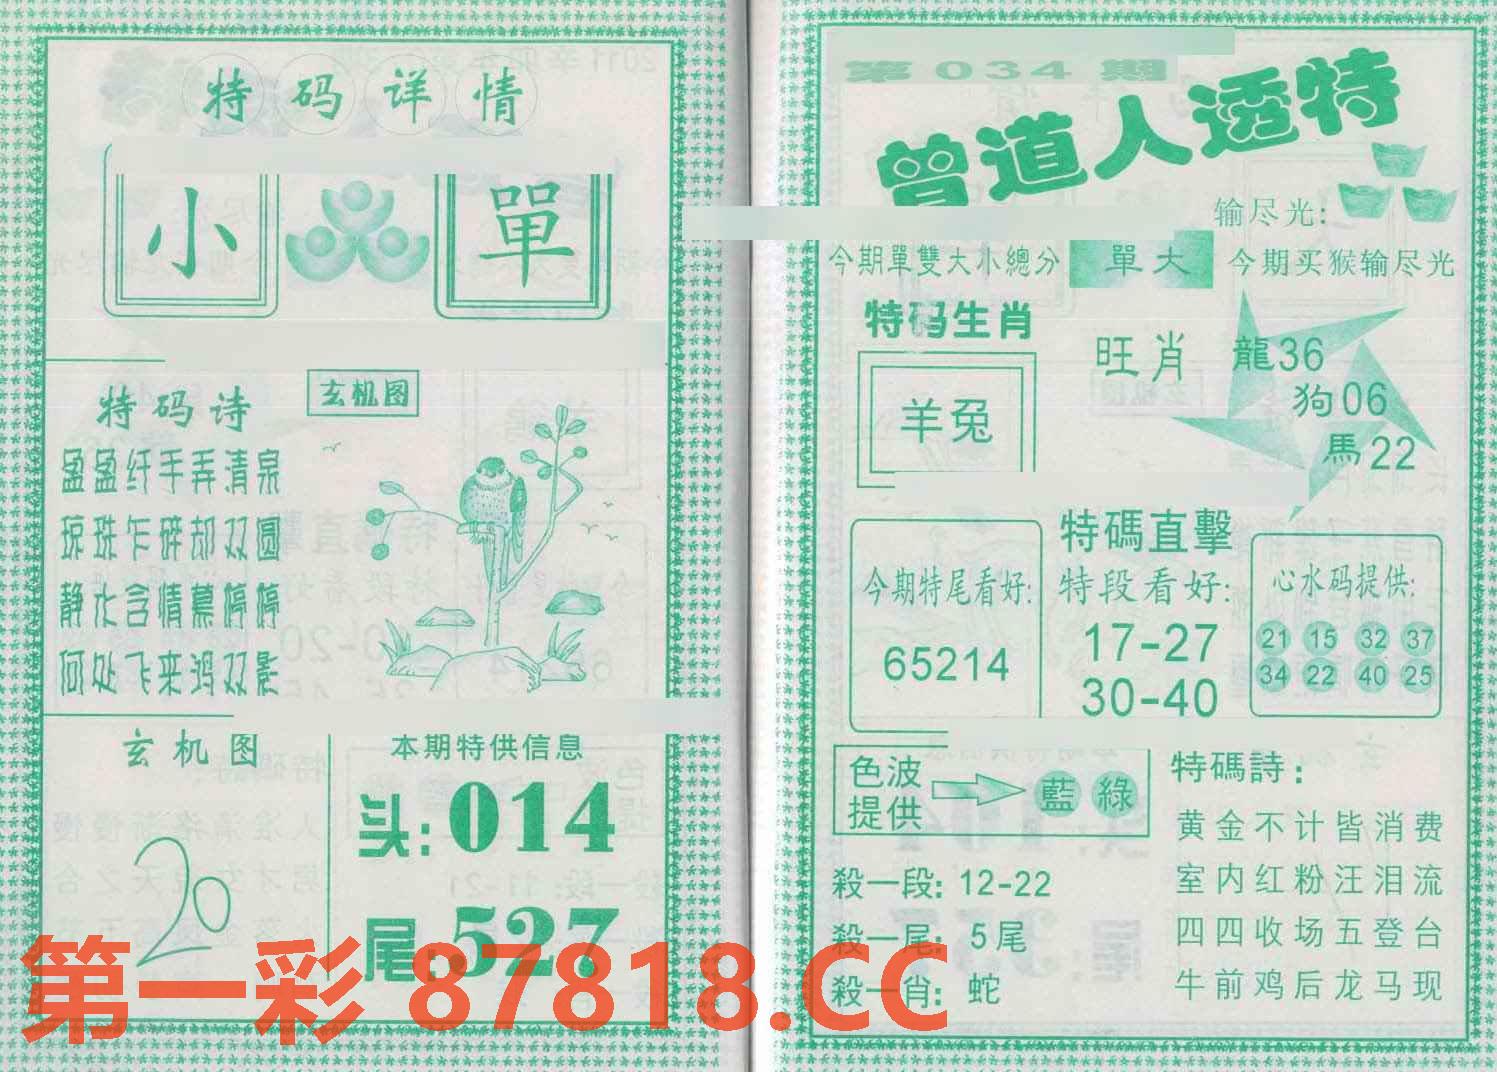 特码详情
小 單
特码诗
玄机图
盈盈纤手弄清泉
琼珠乍碎却双圆
静化含情慕停停
何处飞来鸿双影
玄机图
20
本期特供信息
头:014
尾:527
第034期
曾道人透特
输尽光:
今期單雙大小總分 單大 今期买猴输尽光
特码生肖
羊兔
旺肖
龍36
狗06
馬22
今期特尾看好:
65214
特碼直擊
特段看好:
17-27
30-40
心水码提供:
21 15 32 37
34 22 40 25
色波
提供
藍 綠
殺一段: 12-22
殺一尾: 5尾
殺一肖: 蛇
特碼詩:
黄金不计皆消费
室内红粉汪泪流
四四收场五登台
牛前鸡后龙马现
第一彩 87818.CC